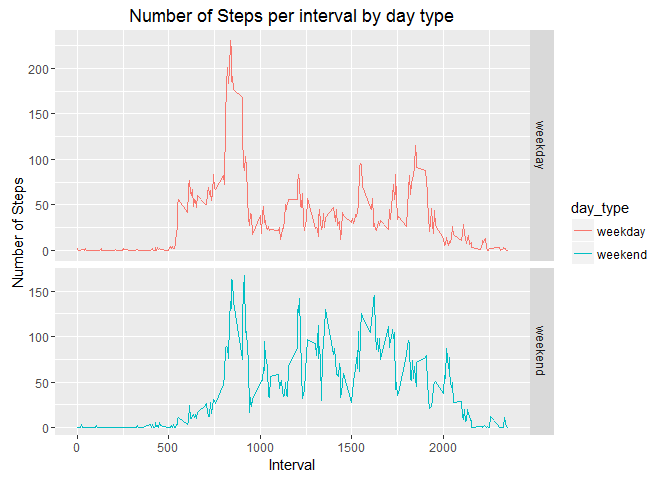 Number of Steps per interval by day type
Number of Steps
200
150
100
50
0
weekday
150
100
50
0
weekend
0 500 1000 1500 2000
Interval
day_type
weekday
weekend